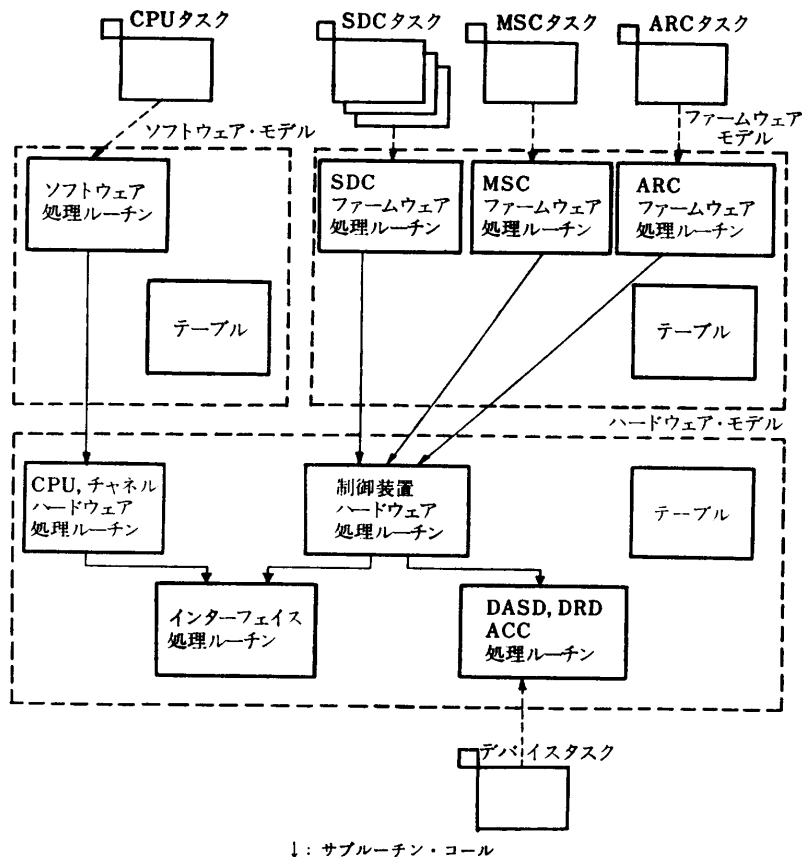 CPUタスク
SDCタスク
MSCタスク
ARCタスク
ソフトウェア・モデル
ファームウェア
モデル
ソフトウェア
処理ルーチン
SDC
ファームウェア
処理ルーチン
MSC
ファームウェア
処理ルーチン
ARC
ファームウェア
処理ルーチン
テーブル
テーブル
ハードウェア・モデル
CPU, チャネル
ハードウェア
処理ルーチン
制御装置
ハードウェア
処理ルーチン
テーブル
インターフェイス
処理ルーチン
DASD, DRD
ACC
処理ルーチン
デバイスタスク
↓: サブルーチン・コール